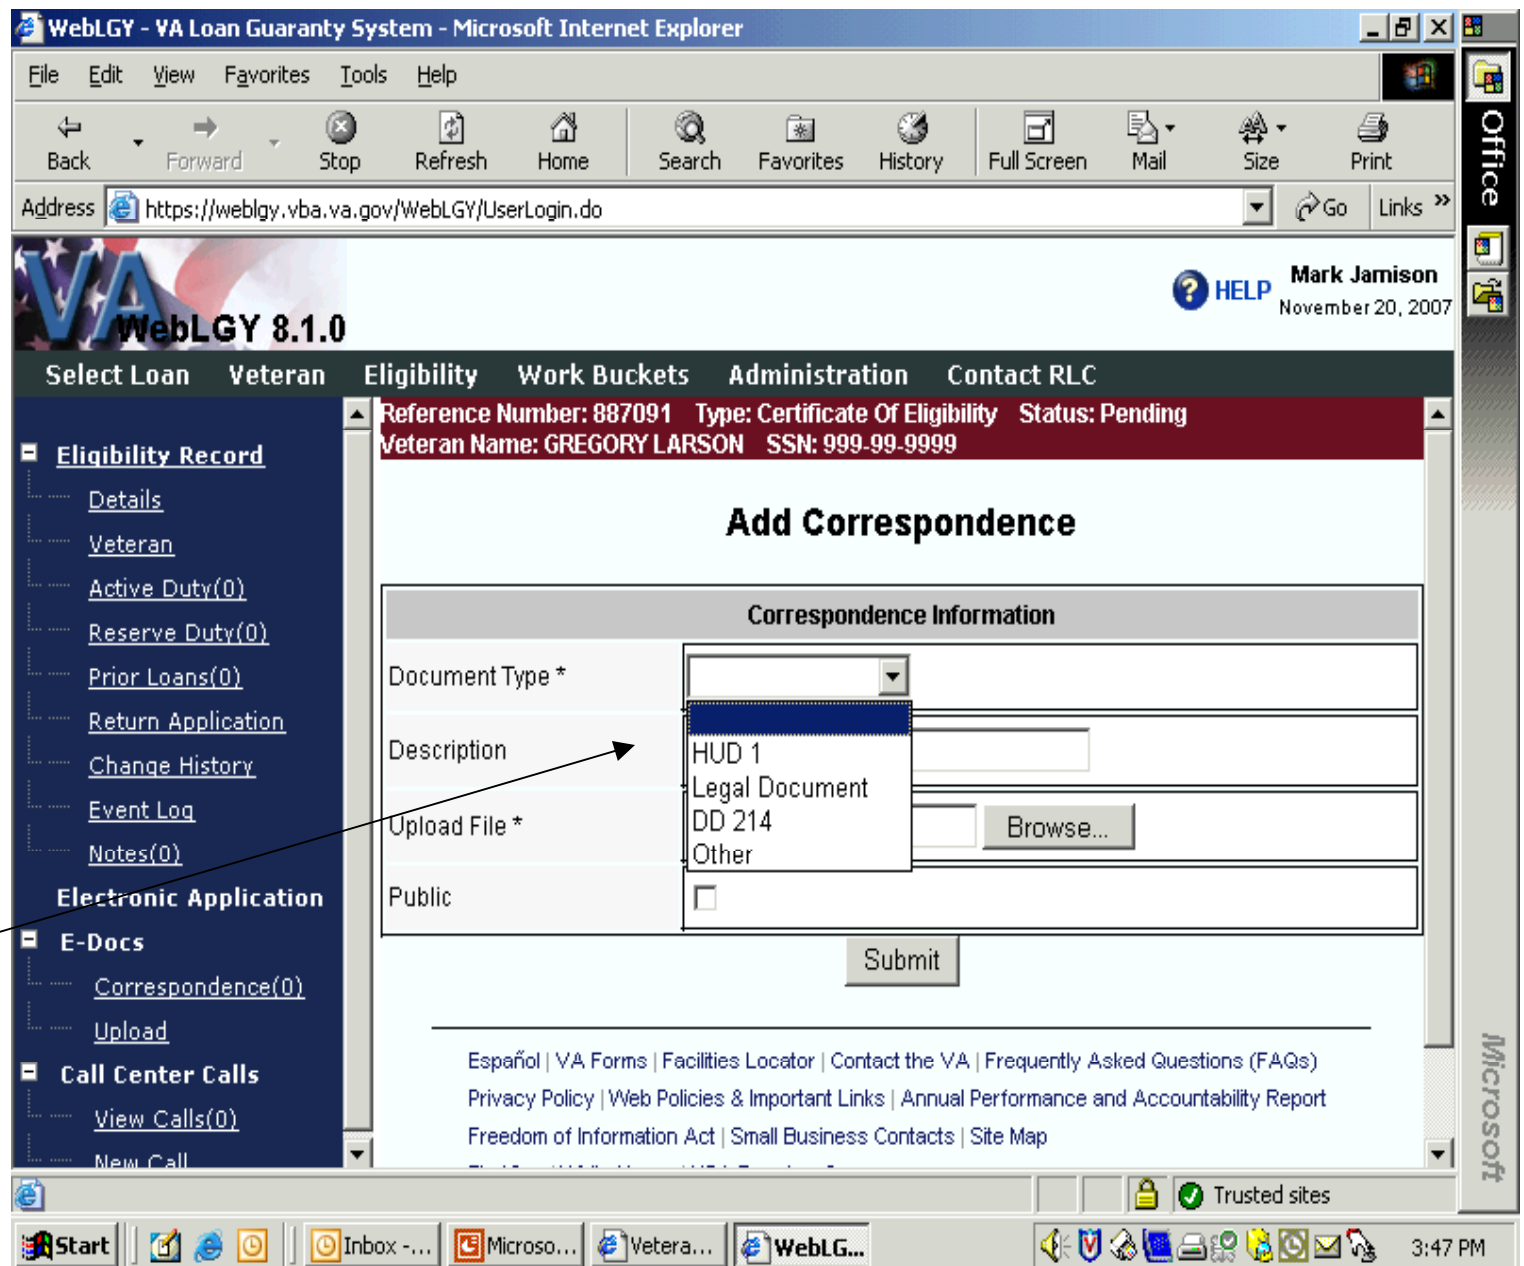 WebLGY - VA Loan Guaranty System - Microsoft Internet Explorer
File Edit View Favorites Tools Help
Back Forward Stop Refresh Home Search Favorites History Full Screen Mail Size Print
Address https://weblgy.vba.va.gov/WebLGY/UserLogin.do Go Links »
Office
VA
WebLGY 8.1.0
HELP
Mark Jamison
November 20, 2007
Select Loan Veteran Eligibility Work Buckets Administration Contact RLC
Reference Number: 887091 Type: Certificate Of Eligibility Status: Pending
Veteran Name: GREGORY LARSON SSN: 999-99-9999
Eligibility Record
Details
Veteran
Active Duty(0)
Reserve Duty(0)
Prior Loans(0)
Return Application
Change History
Event Log
Notes(0)
Electronic Application
E-Docs
Correspondence(0)
Upload
Call Center Calls
View Calls(0)
New Call
Add Correspondence
Correspondence Information
Document Type *
HUD 1
Legal Document
DD 214
Other
Description
Upload File * Browse...
Public
Submit
Español | VA Forms | Facilities Locator | Contact the VA | Frequently Asked Questions (FAQs)
Privacy Policy | Web Policies & Important Links | Annual Performance and Accountability Report
Freedom of Information Act | Small Business Contacts | Site Map
Microsoft
Trusted sites
Start Inbox -... Microso... Vetera... WebLG... 3:47 PM